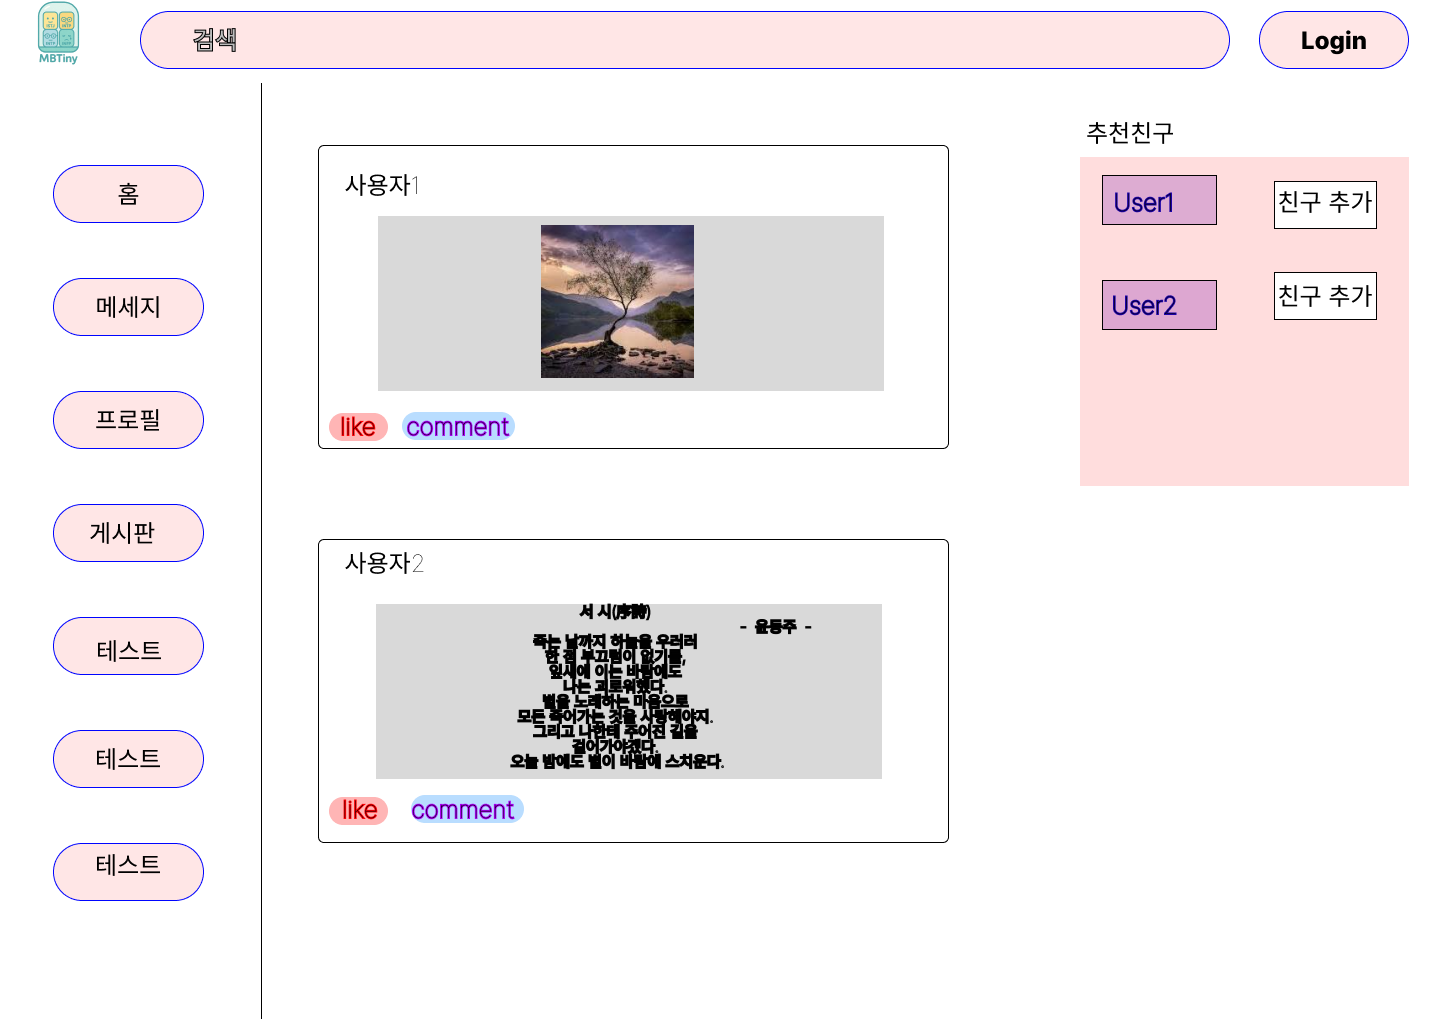 MBTiny
검색
Login
홈
메세지
프로필
게시판
테스트
테스트
테스트
사용자1
like
comment
사용자2
서 시(序詩)
- 윤동주 -
죽는 날까지 하늘을 우러러
한 점 부끄럼이 없기를,
잎새에 이는 바람에도
나는 괴로워했다.
별을 노래하는 마음으로
모든 죽어가는 것을 사랑해야지.
그리고 나한테 주어진 길을
걸어가야겠다.
오늘 밤에도 별이 바람에 스치운다.
like
comment
추천친구
User1
친구 추가
User2
친구 추가